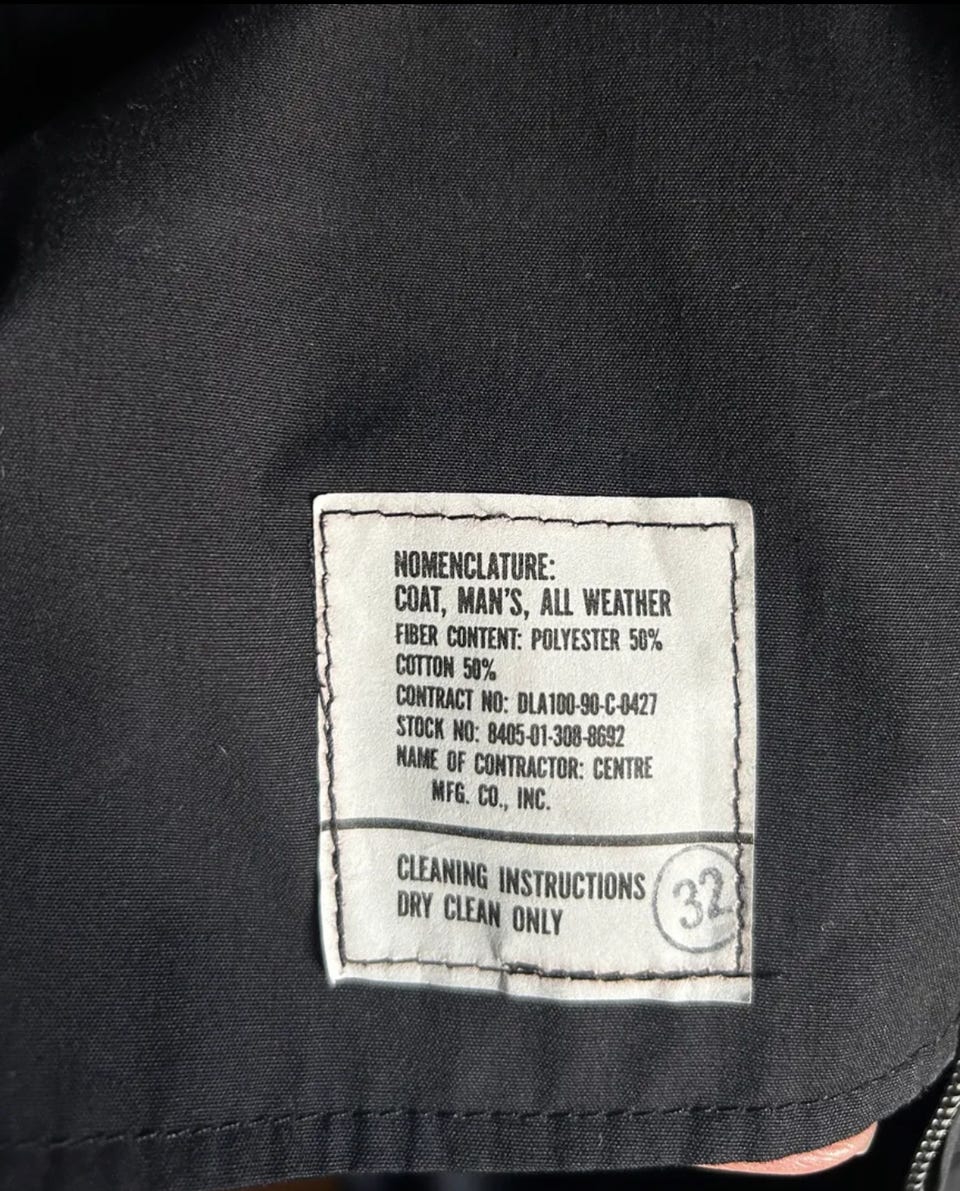 NOMENCLATURE:
COAT, MAN'S, ALL WEATHER
FIBER CONTENT: POLYESTER 50%
COTTON 50%
CONTRACT NO: DLA100-90-C-0427
STOCK NO: 8405-01-308-8692
NAME OF CONTRACTOR: CENTRE
MFG. CO., INC.
CLEANING INSTRUCTIONS
DRY CLEAN ONLY
32